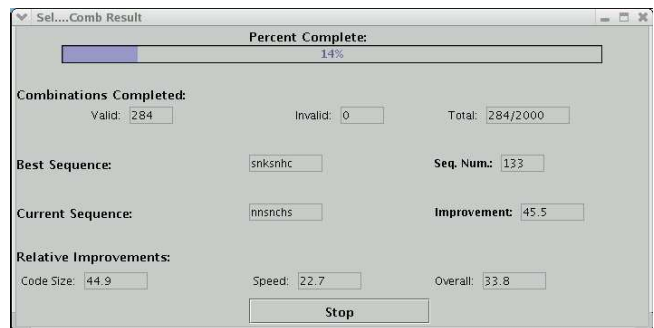 Sel....Comb Result
Percent Complete:
14%
Combinations Completed:
Valid: 284 Invalid: 0 Total: 284/2000
Best Sequence: snksnhc Seq. Num.: 133
Current Sequence: nnsnchs Improvement: 45.5
Relative Improvements:
Code Size: 44.9 Speed: 22.7 Overall: 33.8
Stop